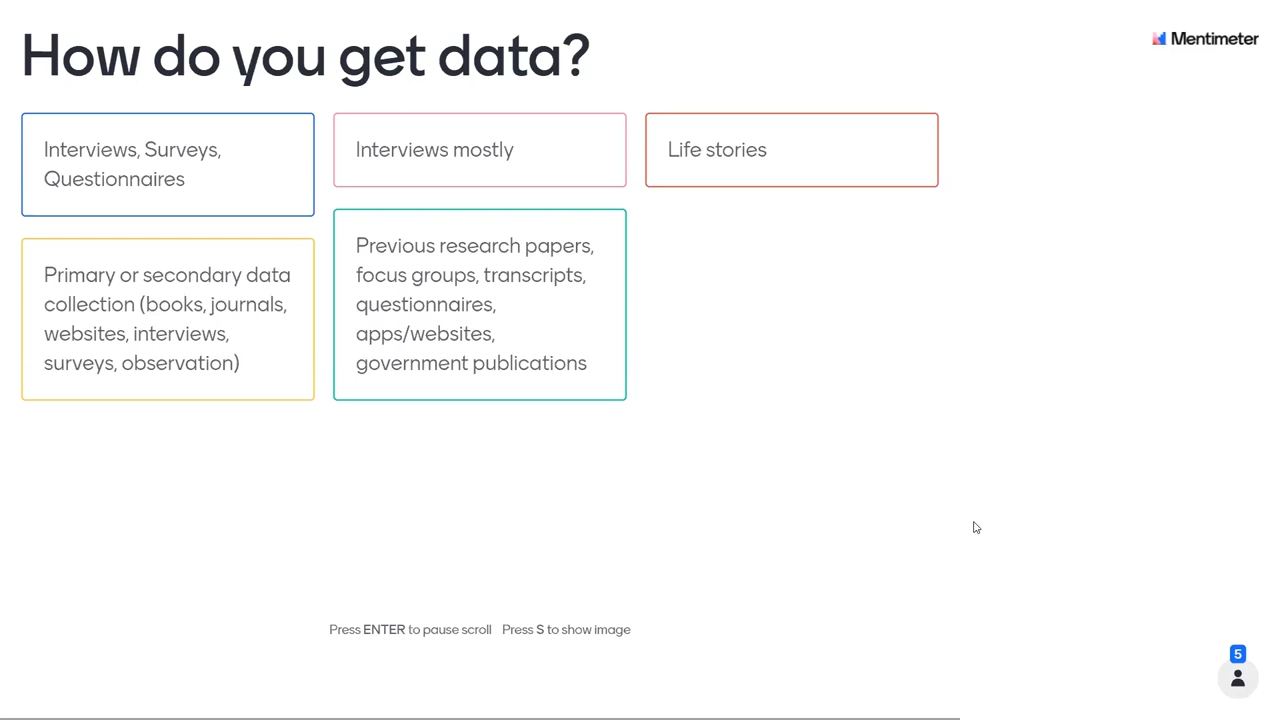 How do you get data?
Mentimeter
Interviews, Surveys,
Questionnaires
Interviews mostly
Life stories
Primary or secondary data
collection (books, journals,
websites, interviews,
surveys, observation)
Previous research papers,
focus groups, transcripts,
questionnaires,
apps/websites,
government publications
Press ENTER to pause scroll Press S to show image
5